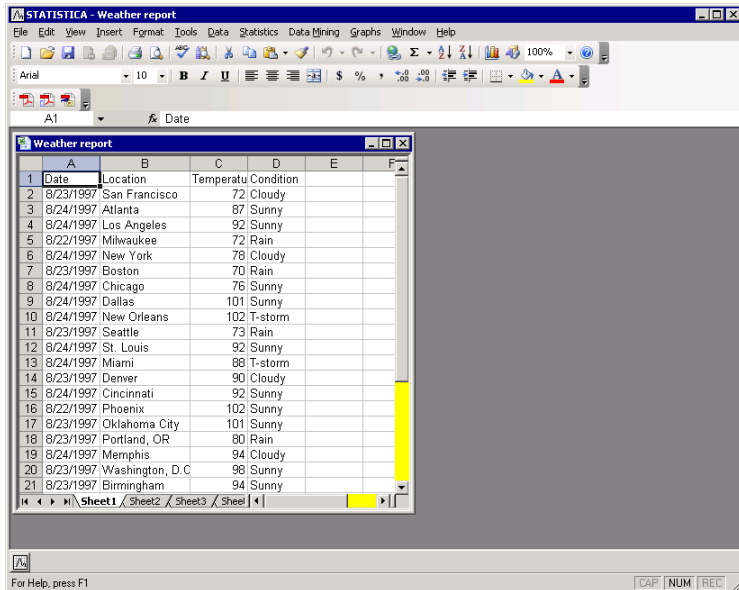 STATISTICA - Weather report
File Edit View Insert Format Tools Data Statistics Data Mining Graphs Window Help
100%
Arial 10 B I U $ % ,
A1 fx Date
Weather report
A B C D E F
1 Date Location Temperatu Condition
2 8/23/1997 San Francisco 72 Cloudy
3 8/24/1997 Atlanta 87 Sunny
4 8/24/1997 Los Angeles 92 Sunny
5 8/22/1997 Milwaukee 72 Rain
6 8/24/1997 New York 78 Cloudy
7 8/23/1997 Boston 70 Rain
8 8/24/1997 Chicago 76 Sunny
9 8/24/1997 Dallas 101 Sunny
10 8/24/1997 New Orleans 102 T-storm
11 8/23/1997 Seattle 73 Rain
12 8/24/1997 St. Louis 92 Sunny
13 8/24/1997 Miami 88 T-storm
14 8/23/1997 Denver 90 Cloudy
15 8/24/1997 Cincinnati 92 Sunny
16 8/22/1997 Phoenix 102 Sunny
17 8/23/1997 Oklahoma City 101 Sunny
18 8/23/1997 Portland, OR 80 Rain
19 8/24/1997 Memphis 94 Cloudy
20 8/23/1997 Washington, D.C 98 Sunny
21 8/23/1997 Birmingham 94 Sunny
Sheet1 Sheet2 Sheet3 Sheel
For Help, press F1 CAP NUM REC